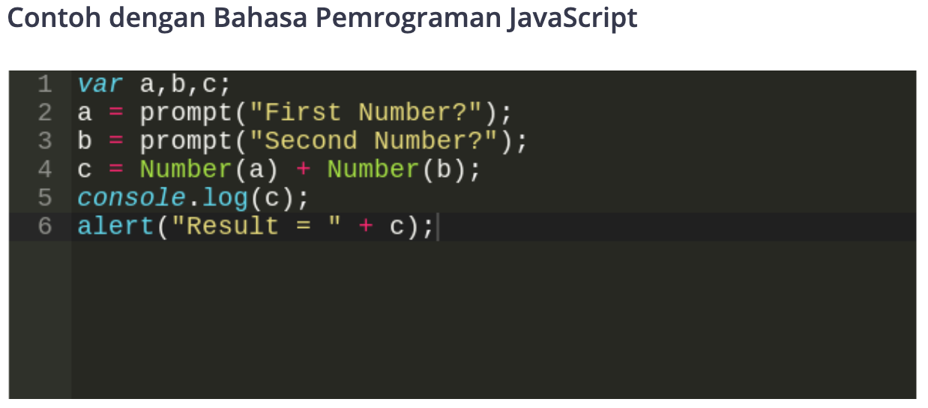 Contoh dengan Bahasa Pemrograman JavaScript
1 var a,b,c;
2 a = prompt("First Number?");
3 b = prompt("Second Number?");
4 c = Number(a) + Number(b);
5 console.log(c);
6 alert("Result = " + c);